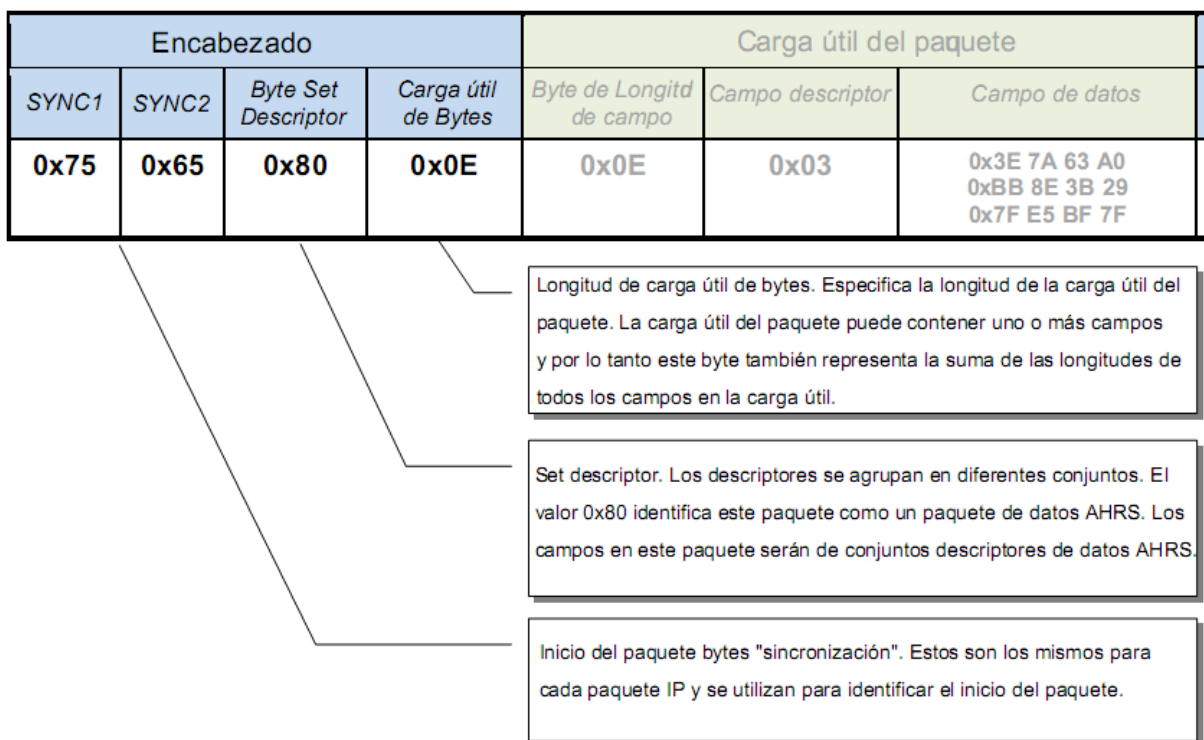 Encabezado
Carga útil del paquete
SYNC1
SYNC2
Byte Set
Descriptor
Carga útil
de Bytes
Byte de Longitd
de campo
Campo descriptor
Campo de datos
0x75
0x65
0x80
0x0E
0x0E
0x03
0x3E 7A 63 A0
0xBB 8E 3B 29
0x7F E5 BF 7F
Longitud de carga útil de bytes. Especifica la longitud de la carga útil del
paquete. La carga útil del paquete puede contener uno o más campos
y por lo tanto este byte también representa la suma de las longitudes de
todos los campos en la carga útil.
Set descriptor. Los descriptores se agrupan en diferentes conjuntos. El
valor 0x80 identifica este paquete como un paquete de datos AHRS. Los
campos en este paquete serán de conjuntos descriptores de datos AHRS.
Inicio del paquete bytes "sincronización". Estos son los mismos para
cada paquete IP y se utilizan para identificar el inicio del paquete.